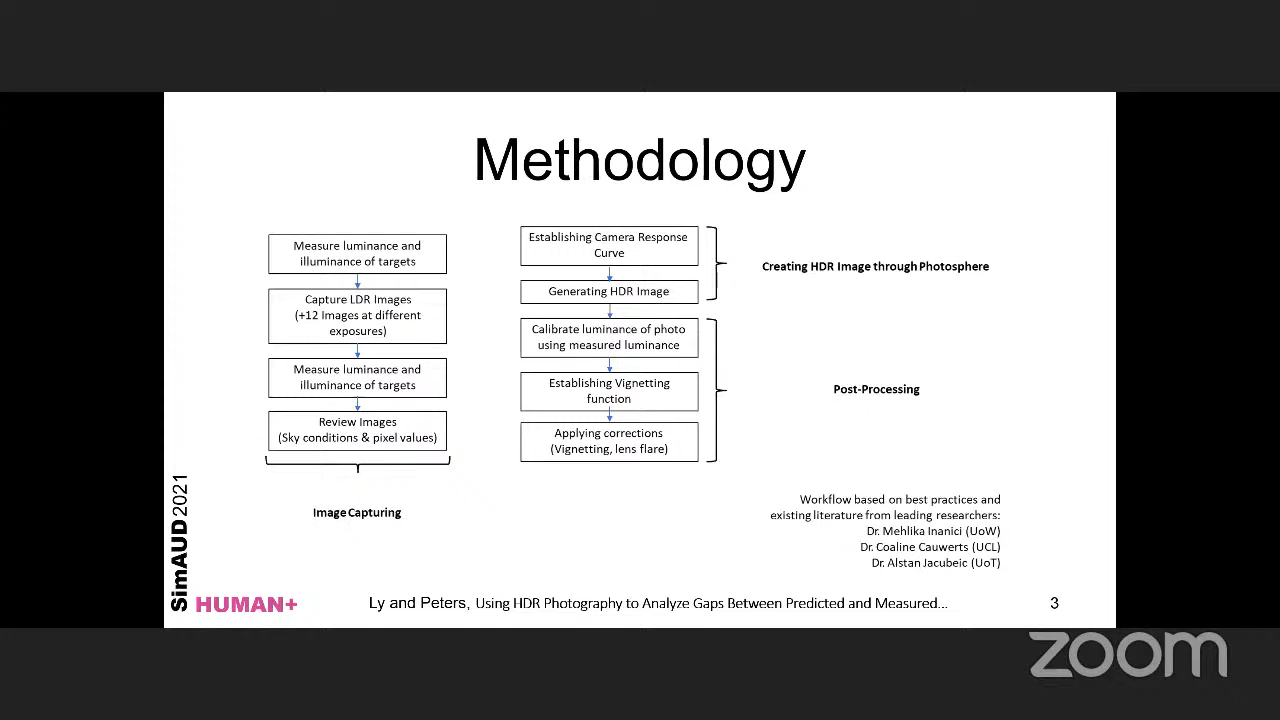 Methodology
Measure luminance and
illuminance of targets
Capture LDR Images
(+12 Images at different
exposures)
Measure luminance and
illuminance of targets
Review Images
(Sky conditions & pixel values)
Image Capturing
Establishing Camera Response
Curve
Generating HDR Image
Calibrate luminance of photo
using measured luminance
Establishing Vignetting
function
Applying corrections
(Vignetting, lens flare)
Creating HDR Image through Photosphere
Post-Processing
Workflow based on best practices and
existing literature from leading researchers:
Dr. Mehlika Inanici (UoW)
Dr. Coaline Cauwerts (UCL)
Dr. Alstan Jacubeic (UoT)
SimAUD2021
HUMAN+
Ly and Peters, Using HDR Photography to Analyze Gaps Between Predicted and Measured...
3
zoom